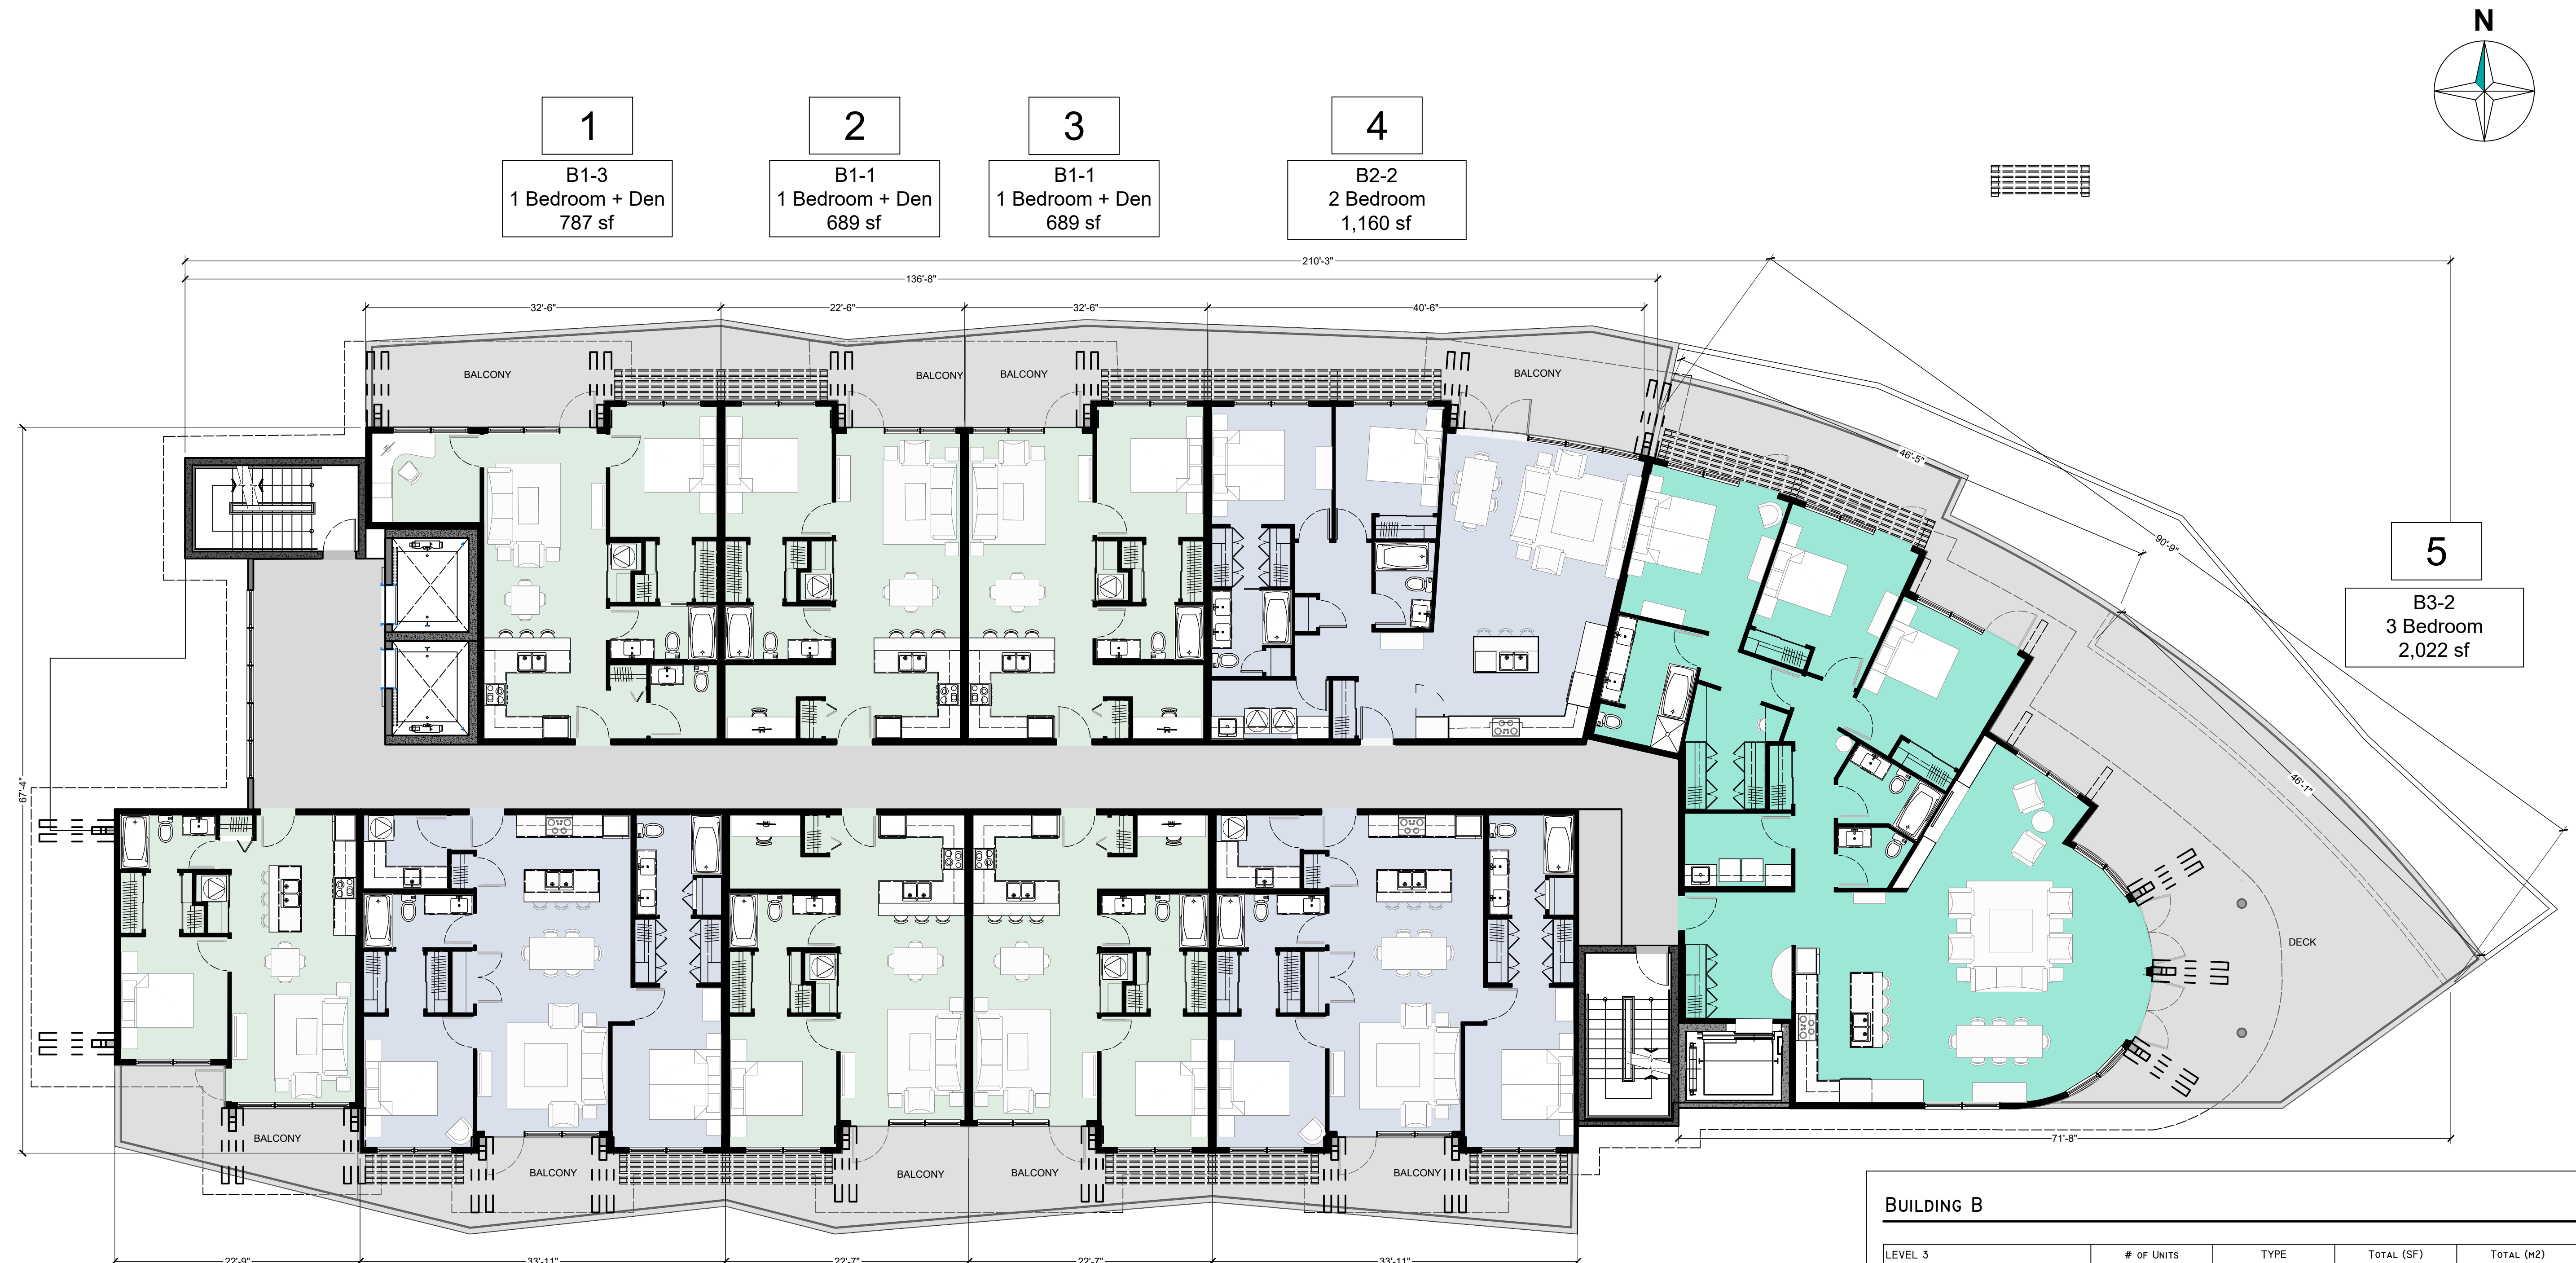 N
1
2
3
4
B1-3
1 Bedroom + Den
787 sf
B1-1
1 Bedroom + Den
689 sf
B1-1
1 Bedroom + Den
689 sf
B2-2
2 Bedroom
1,160 sf
210'-3"
136'-8"
32'-6"
22'-6"
32'-6"
40'-6"
BALCONY
BALCONY
BALCONY
BALCONY
46'-5"
90'-9"
5
B3-2
3 Bedroom
2,022 sf
67'-4"
46'-1"
DECK
BALCONY
BALCONY
BALCONY
BALCONY
BALCONY
71'-8"
BUILDING B
LEVEL 3
# OF UNITS
TYPE
TOTAL (SF)
TOTAL (M2)
22'-9"
33'-11"
22'-7"
22'-7"
33'-11"